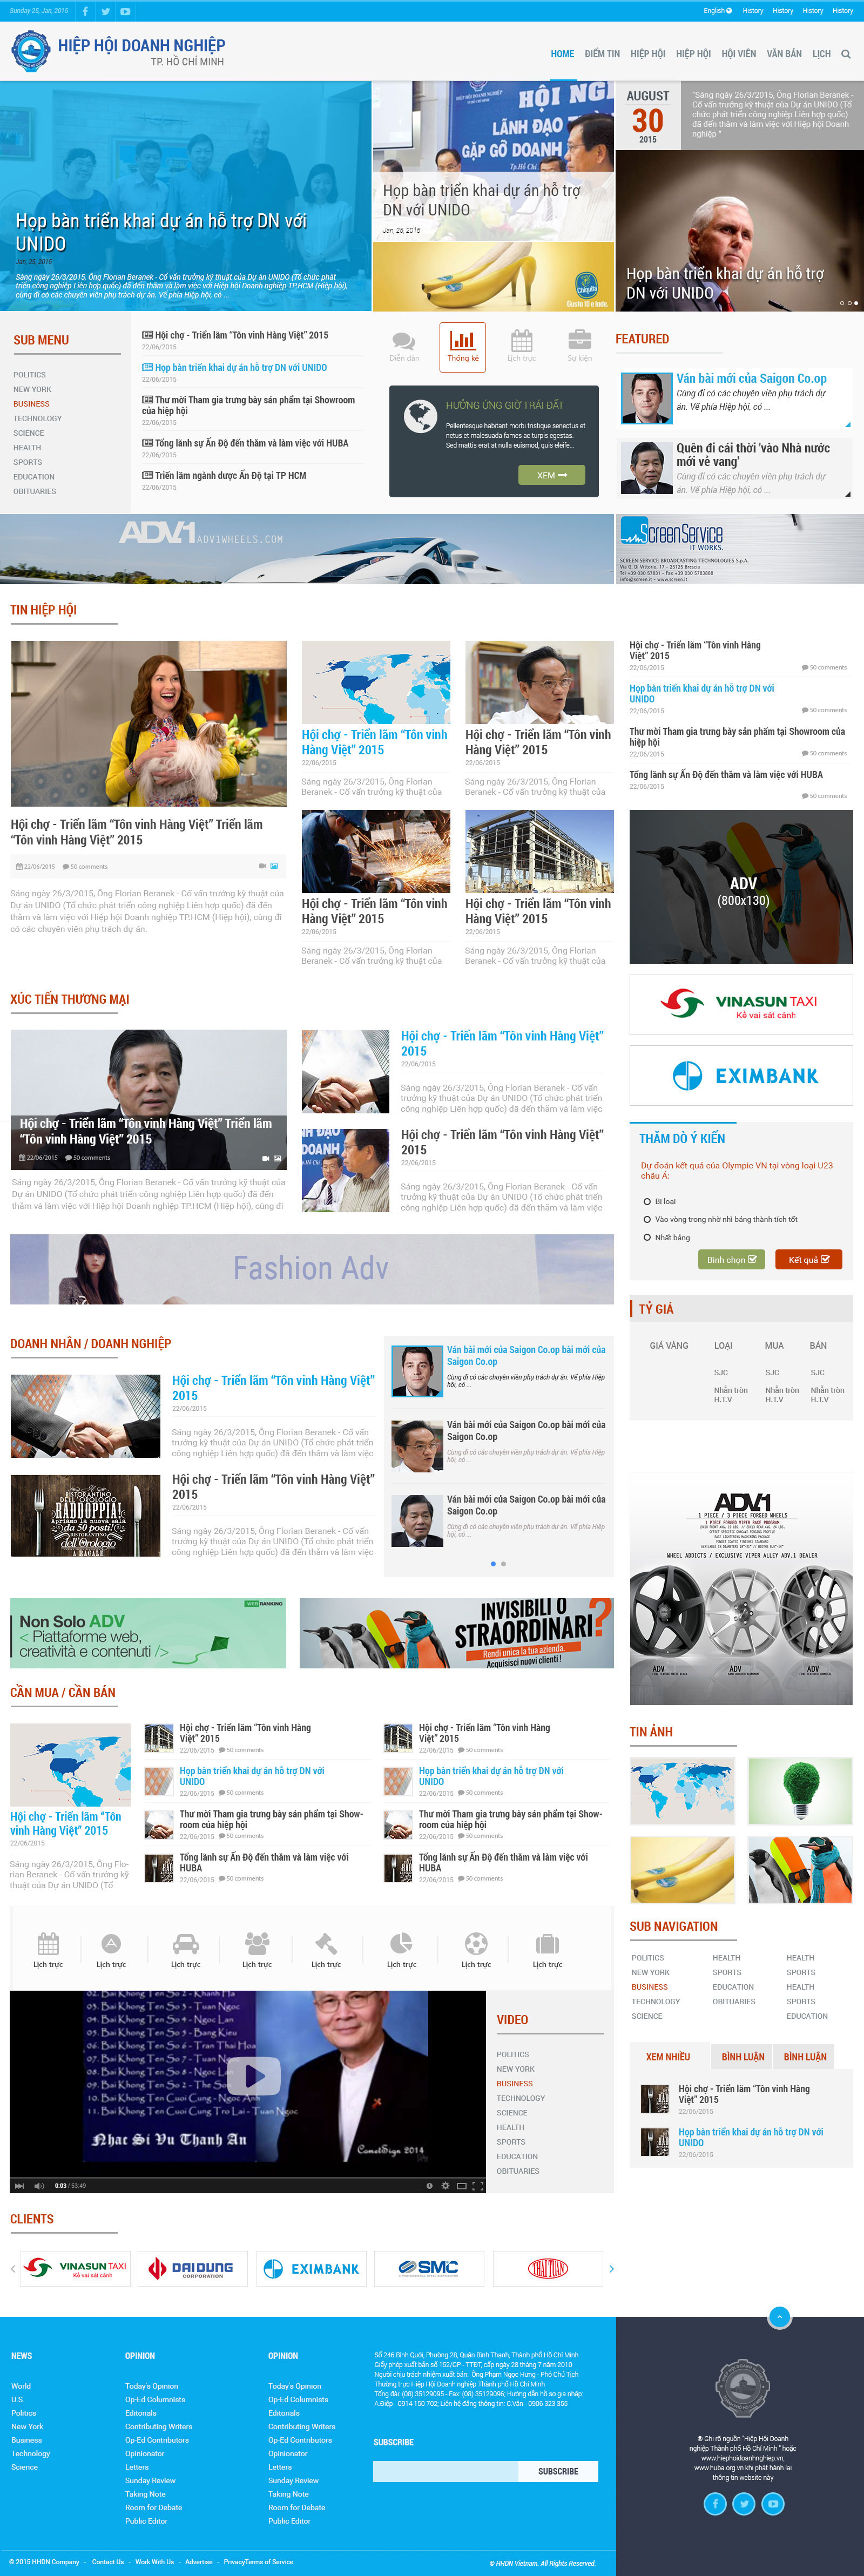 Sunday 25, Jan, 2015
English
History
History
History
History
HIỆP HỘI DOANH NGHIỆP
TP. HỒ CHÍ MINH
HOME
ĐIỂM TIN
HIỆP HỘI
HIỆP HỘI
HỘI VIÊN
VĂN BẢN
LỊCH
Họp bàn triển khai dự án hỗ trợ DN với
UNIDO
Jan, 25, 2015
Sáng ngày 26/3/2015, Ông Florian Beranek - Cố vấn trưởng kỹ thuật của Dự án UNIDO (Tổ chức phát
triển công nghiệp Liên hợp quốc) đã đến thăm và làm việc với Hiệp hội Doanh nghiệp TP.HCM (Hiệp hội),
cùng đi có các chuyên viên phụ trách dự án. Về phía Hiệp hội, có ...
Họp bàn triển khai dự án hỗ trợ
DN với UNIDO
Jan, 25, 2015
Chiquita
AUGUST
30
2015
"Sáng ngày 26/3/2015, Ông Florian Beranek -
Cố vấn trưởng kỹ thuật của Dự án UNIDO (Tổ
chức phát triển công nghiệp Liên hợp quốc)
đã đến thăm và làm việc với Hiệp hội Doanh
nghiệp "
Họp bàn triển khai dự án hỗ trợ
DN với UNIDO
SUB MENU
POLITICS
NEW YORK
BUSINESS
TECHNOLOGY
SCIENCE
HEALTH
SPORTS
EDUCATION
OBITUARIES
Hội chợ - Triển lãm "Tôn vinh Hàng Việt" 2015
22/06/2015
Họp bàn triển khai dự án hỗ trợ DN với UNIDO
22/06/2015
Thư mời Tham gia trưng bày sản phẩm tại Showroom
của hiệp hội
22/06/2015
Tổng lãnh sự Ấn Độ đến thăm và làm việc với HUBA
22/06/2015
Triển lãm ngành dược Ấn Độ tại TP HCM
22/06/2015
Diễn đàn
Thống kê
Lịch trực
Sự kiện
HƯỞNG ỨNG GIỜ TRÁI ĐẤT
Pellentesque habitant morbi tristique senectus et
netus et malesuada fames ac turpis egestas.
Sed mattis erat at nulla euismod, quis eleife...
XEM
FEATURED
Ván bài mới của Saigon Co.op
Cùng đi có các chuyên viên phụ trách dự
án. Về phía Hiệp hội, có ...
Quên đi cái thời 'vào Nhà nước
mới vẻ vang'
Cùng đi có các chuyên viên phụ trách dự
án. Về phía Hiệp hội, có ...
ADV.1 ADV1WHEELS.COM
ScreenService
IT WORKS.
SCREEN SERVICE BROADCASTING TECHNOLOGIES S.p.A.
TIN HIỆP HỘI
Hội chợ - Triển lãm "Tôn vinh Hàng Việt" Triển lãm
"Tôn vinh Hàng Việt" 2015
22/06/2015 50 comments
Sáng ngày 26/3/2015, Ông Florian Beranek - Cố vấn trưởng kỹ thuật của
Dự án UNIDO (Tổ chức phát triển công nghiệp Liên hợp quốc) đã đến
thăm và làm việc với Hiệp hội Doanh nghiệp TP.HCM (Hiệp hội), cùng đi
có các chuyên viên phụ trách dự án.
Hội chợ - Triển lãm "Tôn vinh
Hàng Việt" 2015
22/06/2015
Sáng ngày 26/3/2015, Ông Florian
Beranek - Cố vấn trưởng kỹ thuật của
Hội chợ - Triển lãm "Tôn vinh
Hàng Việt" 2015
22/06/2015
Sáng ngày 26/3/2015, Ông Florian
Beranek - Cố vấn trưởng kỹ thuật của
Hội chợ - Triển lãm "Tôn vinh
Hàng Việt" 2015
22/06/2015
Sáng ngày 26/3/2015, Ông Florian
Beranek - Cố vấn trưởng kỹ thuật của
Hội chợ - Triển lãm "Tôn vinh
Hàng Việt" 2015
22/06/2015
Sáng ngày 26/3/2015, Ông Florian
Beranek - Cố vấn trưởng kỹ thuật của
Hội chợ - Triển lãm "Tôn vinh Hàng
Việt" 2015
22/06/2015 50 comments
Họp bàn triển khai dự án hỗ trợ DN với
UNIDO
22/06/2015 50 comments
Thư mời Tham gia trưng bày sản phẩm tại Showroom của
hiệp hội
22/06/2015 50 comments
Tổng lãnh sự Ấn Độ đến thăm và làm việc với HUBA
22/06/2015
50 comments
ADV
(800x130)
VINASUN TAXI
Kề vai sát cánh
EXIMBANK
XÚC TIẾN THƯƠNG MẠI
Hội chợ - Triển lãm "Tôn vinh Hàng Việt" Triển lãm
"Tôn vinh Hàng Việt" 2015
22/06/2015 50 comments
Sáng ngày 26/3/2015, Ông Florian Beranek - Cố vấn trưởng kỹ thuật của
Dự án UNIDO (Tổ chức phát triển công nghiệp Liên hợp quốc) đã đến
thăm và làm việc với Hiệp hội Doanh nghiệp TP.HCM (Hiệp hội), cùng đi
Hội chợ - Triển lãm "Tôn vinh Hàng Việt"
2015
22/06/2015
Sáng ngày 26/3/2015, Ông Florian Beranek - Cố vấn
trưởng kỹ thuật của Dự án UNIDO (Tổ chức phát triển
công nghiệp Liên hợp quốc) đã đến thăm và làm việc
Hội chợ - Triển lãm "Tôn vinh Hàng Việt"
2015
22/06/2015
Sáng ngày 26/3/2015, Ông Florian Beranek - Cố vấn
trưởng kỹ thuật của Dự án UNIDO (Tổ chức phát triển
công nghiệp Liên hợp quốc) đã đến thăm và làm việc
THĂM DÒ Ý KIẾN
Dự đoán kết quả của Olympic VN tại vòng loại U23
châu Á:
Bị loại
Vào vòng trong nhờ nhì bảng thành tích tốt
Nhất bảng
Bình chọn
Kết quả
Fashion Adv
TỶ GIÁ
GIÁ VÀNG LOẠI MUA BÁN
SJC SJC SJC
Nhẫn tròn Nhẫn tròn Nhẫn tròn
H.T.V H.T.V H.T.V
DOANH NHÂN / DOANH NGHIỆP
Hội chợ - Triển lãm "Tôn vinh Hàng Việt"
2015
22/06/2015
Sáng ngày 26/3/2015, Ông Florian Beranek - Cố vấn
trưởng kỹ thuật của Dự án UNIDO (Tổ chức phát triển
công nghiệp Liên hợp quốc) đã đến thăm và làm việc
Hội chợ - Triển lãm "Tôn vinh Hàng Việt"
2015
22/06/2015
Sáng ngày 26/3/2015, Ông Florian Beranek - Cố vấn
trưởng kỹ thuật của Dự án UNIDO (Tổ chức phát triển
công nghiệp Liên hợp quốc) đã đến thăm và làm việc
Ván bài mới của Saigon Co.op bài mới của
Saigon Co.op
Cùng đi có các chuyên viên phụ trách dự án. Về phía Hiệp
hội, có ...
Ván bài mới của Saigon Co.op bài mới của
Saigon Co.op
Cùng đi có các chuyên viên phụ trách dự án. Về phía Hiệp
hội, có ...
Ván bài mới của Saigon Co.op bài mới của
Saigon Co.op
Cùng đi có các chuyên viên phụ trách dự án. Về phía Hiệp
hội, có ...
ADV.1
1 PIECE / 3 PIECE FORGED WHEELS
WHEEL ADDICTS / EXCLUSIVE VIPER ALLEY ADV.1 DEALER
WEBRANKING
Non Solo ADV
< Piattaforme web,
creatività e contenuti />
INVISIBILI O
STRAORDINARI?
Rendi unica la tua azienda.
Acquisisci nuovi clienti!
CẦN MUA / CẦN BÁN
Hội chợ - Triển lãm "Tôn
vinh Hàng Việt" 2015
22/06/2015
Sáng ngày 26/3/2015, Ông Flo-
rian Beranek - Cố vấn trưởng kỹ
thuật của Dự án UNIDO (Tổ
Hội chợ - Triển lãm "Tôn vinh Hàng
Việt" 2015
22/06/2015 50 comments
Họp bàn triển khai dự án hỗ trợ DN với
UNIDO
22/06/2015 50 comments
Thư mời Tham gia trưng bày sản phẩm tại Show-
room của hiệp hội
22/06/2015 50 comments
Tổng lãnh sự Ấn Độ đến thăm và làm việc với
HUBA
22/06/2015 50 comments
Hội chợ - Triển lãm "Tôn vinh Hàng
Việt" 2015
22/06/2015 50 comments
Họp bàn triển khai dự án hỗ trợ DN với
UNIDO
22/06/2015 50 comments
Thư mời Tham gia trưng bày sản phẩm tại Show-
room của hiệp hội
22/06/2015 50 comments
Tổng lãnh sự Ấn Độ đến thăm và làm việc với
HUBA
22/06/2015 50 comments
TIN ẢNH
SUB NAVIGATION
POLITICS HEALTH HEALTH
NEW YORK SPORTS SPORTS
BUSINESS EDUCATION HEALTH
TECHNOLOGY OBITUARIES SPORTS
SCIENCE EDUCATION
Lịch trực
Lịch trực
Lịch trực
Lịch trực
Lịch trực
Lịch trực
Lịch trực
Lịch trực
Nhac Si Vu Thanh An
CometSign 2014
0:03 / 53:49
VIDEO
POLITICS
NEW YORK
BUSINESS
TECHNOLOGY
SCIENCE
HEALTH
SPORTS
EDUCATION
OBITUARIES
XEM NHIỀU
BÌNH LUẬN
BÌNH LUẬN
Hội chợ - Triển lãm "Tôn vinh Hàng
Việt" 2015
22/06/2015
Họp bàn triển khai dự án hỗ trợ DN với
UNIDO
22/06/2015
CLIENTS
VINASUN TAXI
Kề vai sát cánh
DAI DUNG
CORPORATION
EXIMBANK
SMC
THAI TUAN
NEWS
World
U.S.
Politics
New York
Business
Technology
Science
OPINION
Today's Opinion
Op-Ed Columnists
Editorials
Contributing Writers
Op-Ed Contributors
Opinionator
Letters
Sunday Review
Taking Note
Room for Debate
Public Editor
OPINION
Today's Opinion
Op-Ed Columnists
Editorials
Contributing Writers
Op-Ed Contributors
Opinionator
Letters
Sunday Review
Taking Note
Room for Debate
Public Editor
Số 246 Bình Quới, Phường 28, Quận Bình Thạnh, Thành phố Hồ Chí Minh
Giấy phép xuất bản số 152/GP - TTĐT, cấp ngày 28 tháng 7 năm 2010
Người chịu trách nhiệm xuất bản: Ông Phạm Ngọc Hưng - Phó Chủ Tịch
Thường trực Hiệp Hội Doanh nghiệp Thành phố Hồ Chí Minh
Tổng đài: (08) 35129095 - Fax: (08) 35129096; Hướng dẫn hồ sơ gia nhập:
A.Điệp - 0914 150 702; Liên hệ đăng thông tin: C.Vân - 0906 323 355
SUBSCRIBE
SUBSCRIBE
® Ghi rõ nguồn "Hiệp Hội Doanh
nghiệp Thành phố Hồ Chí Minh " hoặc
www.hiephoidoanhnghiep.vn;
www.huba.org.vn khi phát hành lại
thông tin website này
© 2015 HHDN Company - Contact Us - Work With Us - Advertise - PrivacyTerms of Service
© HHDN Vietnam. All Rights Reserved.